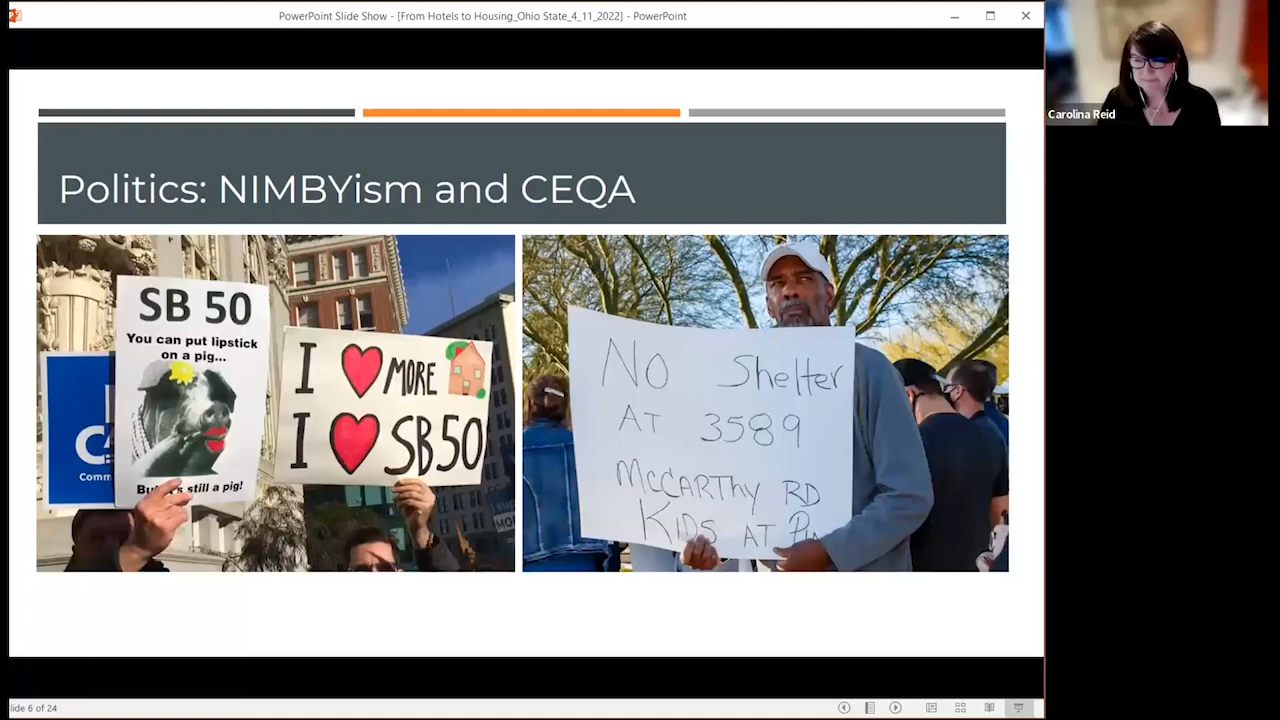 PowerPoint Slide Show - [From Hotels to Housing_Ohio State_4_11_2022] - PowerPoint
Carolina Reid
Politics: NIMBYism and CEQA
SB 50
You can put lipstick
on a pig...
still a pig!
Comm
I ❤ MORE
I ❤ SB50
No Shelter
AT 3589
McCARThy RD
KIDS AT
lide 6 of 24